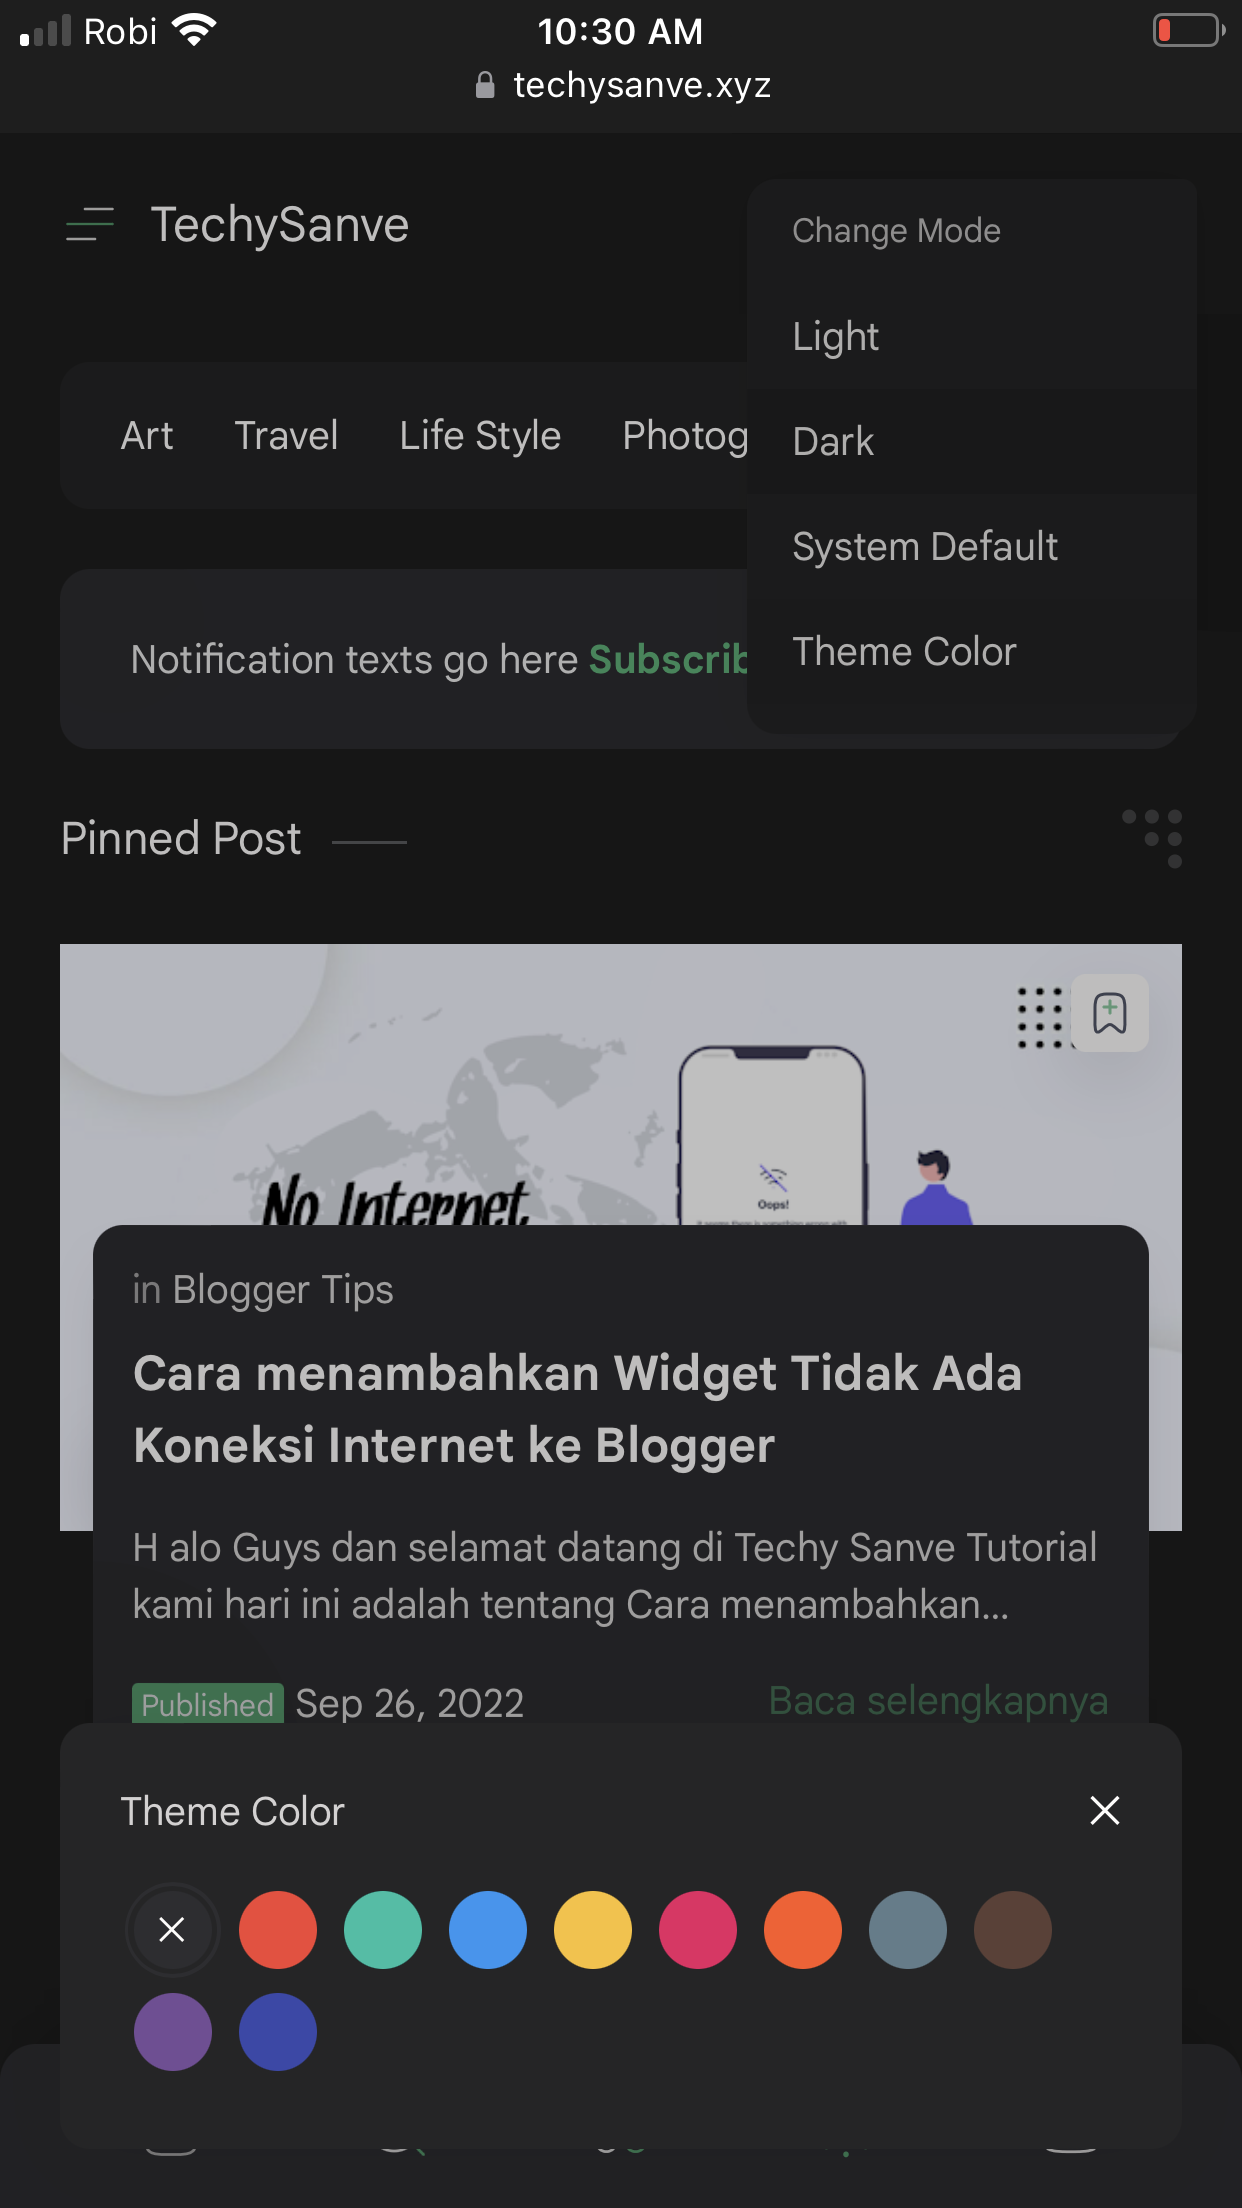 Robi
10:30 AM
techysanve.xyz
TechySanve
Change Mode
Light
Dark
System Default
Theme Color
Art Travel Life Style Photog
Notification texts go here Subscrib
Pinned Post
No Internet
Oops!
in Blogger Tips
Cara menambahkan Widget Tidak Ada
Koneksi Internet ke Blogger
H alo Guys dan selamat datang di Techy Sanve Tutorial
kami hari ini adalah tentang Cara menambahkan...
Published Sep 26, 2022
Baca selengkapnya
Theme Color